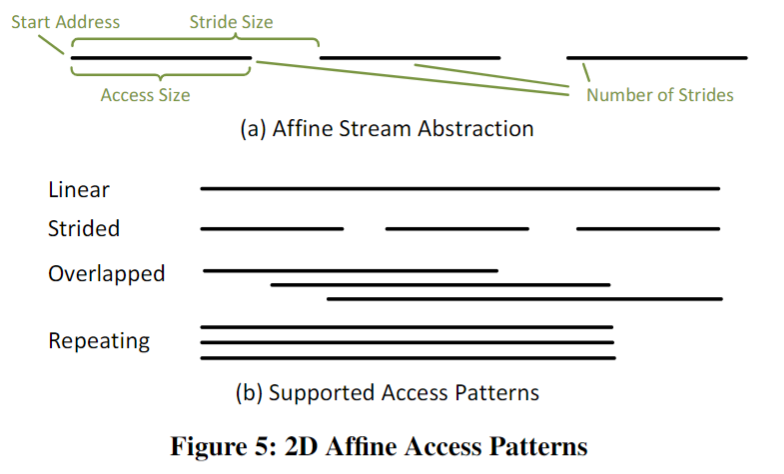 Start Address
Stride Size
Access Size
Number of Strides
(a) Affine Stream Abstraction
Linear
Strided
Overlapped
Repeating
(b) Supported Access Patterns
Figure 5: 2D Affine Access Patterns